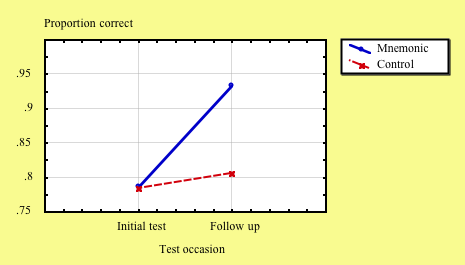 Proportion correct
Mnemonic
Control
.95
.9
.85
.8
.75
Initial test
Follow up
Test occasion